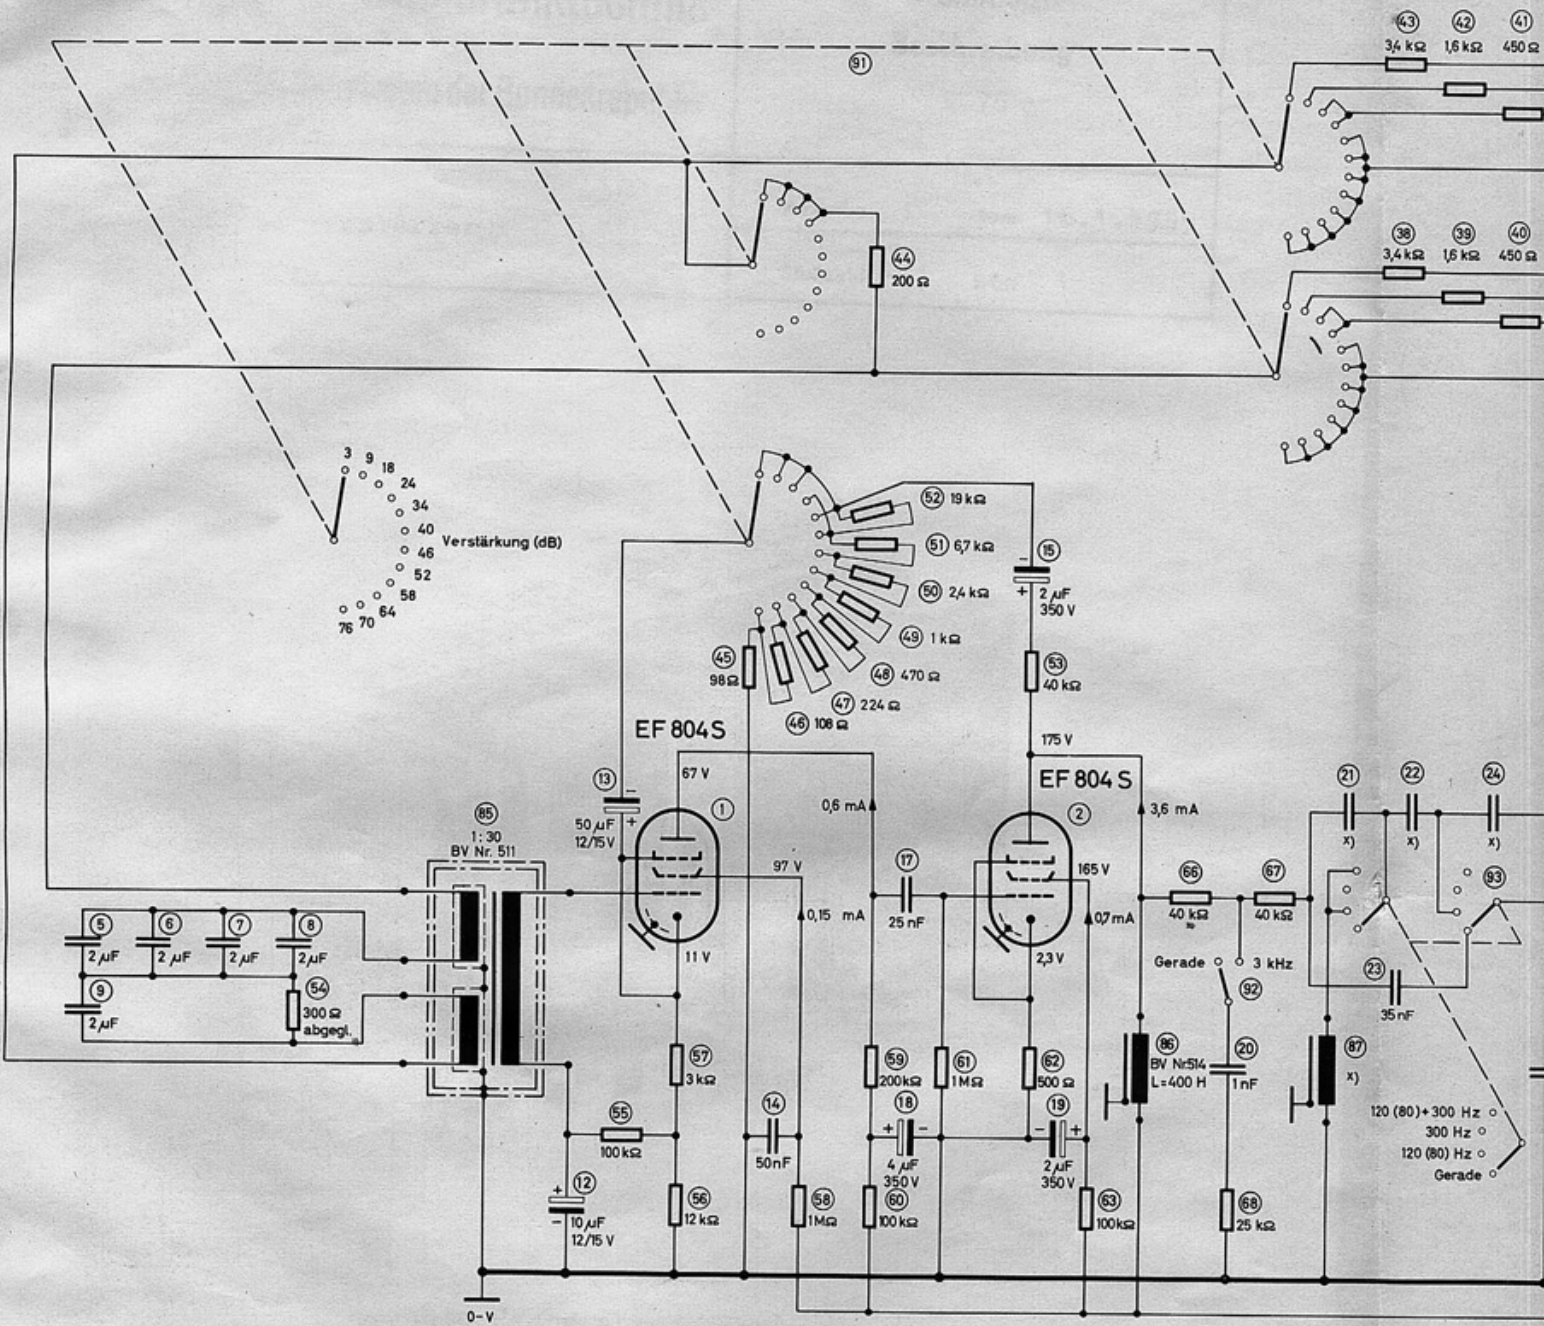 43 42 41
3,4 kΩ 1,6 kΩ 450 Ω
91
38 39 40
3,4 kΩ 1,6 kΩ 450 Ω
44
200 Ω
3
9
18
24
34
40
46
52
58
64
70
76
Verstärkung (dB)
52 19 kΩ
51 6,7 kΩ
50 2,4 kΩ
49 1 kΩ
48 470 Ω
47 224 Ω
46 108 Ω
45
98 Ω
15
- +
2 µF
350 V
53
40 kΩ
EF 804 S
67 V
1
13
- +
50 µF
12/15 V
97 V
0,15 mA
11 V
0,6 mA
17
25 nF
175 V
EF 804 S
2
165 V
0,7 mA
2,3 V
3,6 mA
85
1:30
BV Nr. 511
5 6 7 8
2 µF 2 µF 2 µF 2 µF
9
2 µF
54
300 Ω
abgegl.
57
3 kΩ
55
100 kΩ
12
+ -
10 µF
12/15 V
56
12 kΩ
14
50 nF
58
1 MΩ
59
200 kΩ
61
1 MΩ
62
500 Ω
18
+ -
4 µF
350 V
19
- +
2 µF
350 V
60
100 kΩ
63
100 kΩ
66 67
40 kΩ 40 kΩ
Gerade 3 kHz
92
86
BV Nr. 514
L = 400 H
20
1 nF
68
25 kΩ
21 22 24
x) x) x)
93
23
35 nF
87
x)
120 (80) + 300 Hz
300 Hz
120 (80) Hz
Gerade
0-V